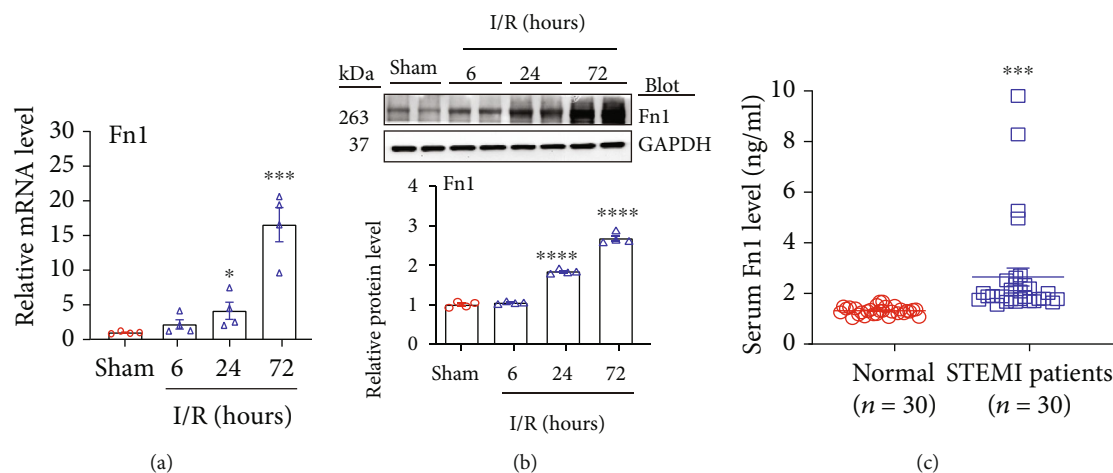 Fn1
Relative mRNA level
30
25
20
15
10
5
0
*
***
Sham 6 24 72
I/R (hours)
(a)
I/R (hours)
kDa Sham 6 24 72 Blot
263 Fn1
37 GAPDH
Fn1
Relative protein level
4
3
2
1
0
****
****
Sham 6 24 72
I/R (hours)
(b)
***
Serum Fn1 level (ng/ml)
10
8
6
4
2
0
Normal STEMI patients
(n = 30) (n = 30)
(c)